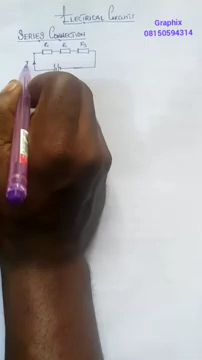 Graphix
08150594314
ELECTRICAL CIRCUIT
SERIES CONNECTION
R₁ R₂ R₃